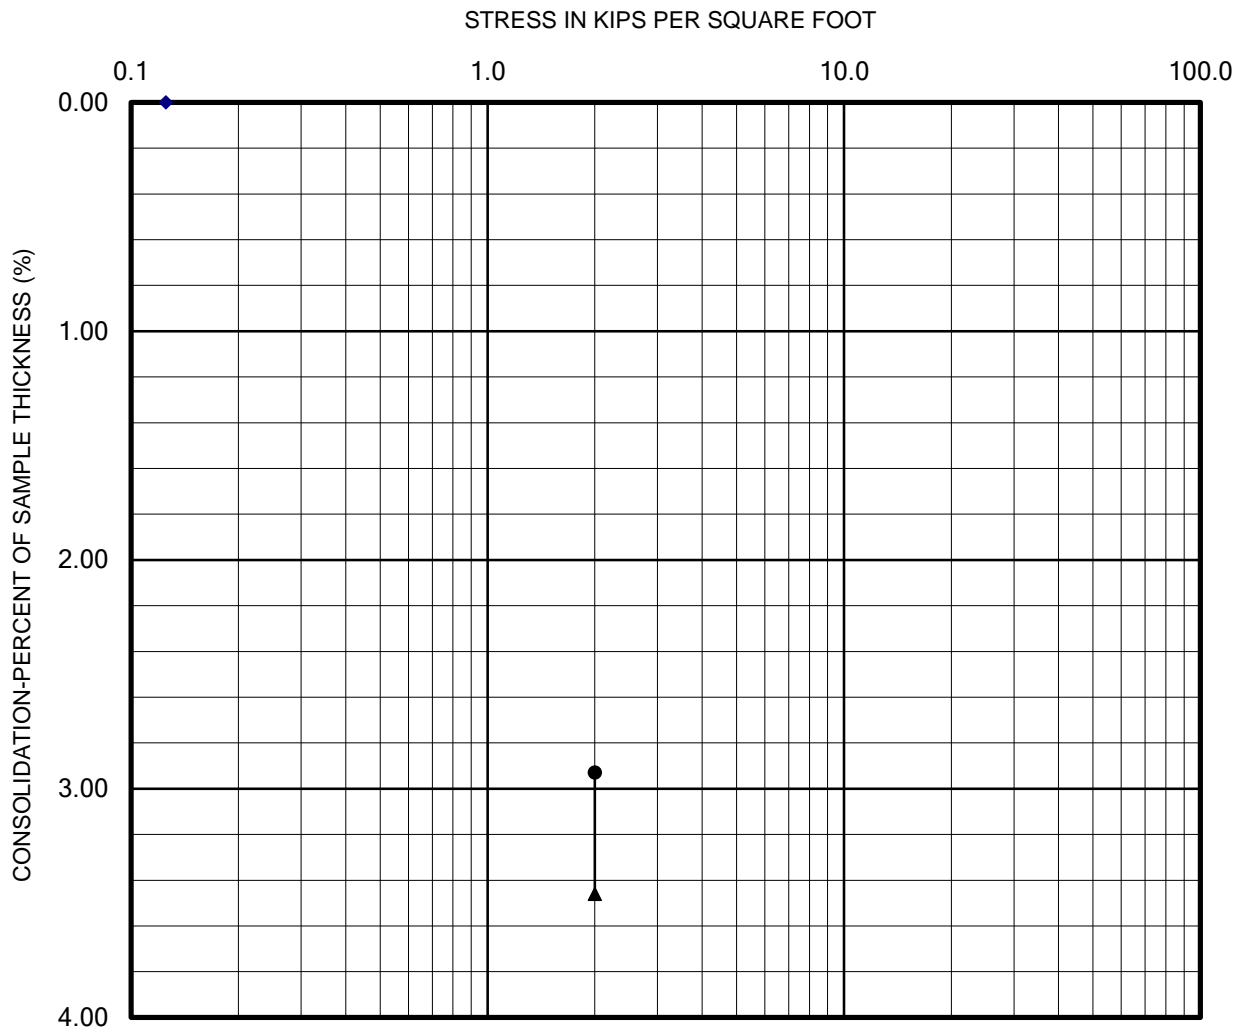 STRESS IN KIPS PER SQUARE FOOT
0.1 1.0 10.0 100.0
0.00
1.00
2.00
3.00
4.00
CONSOLIDATION-PERCENT OF SAMPLE THICKNESS (%)